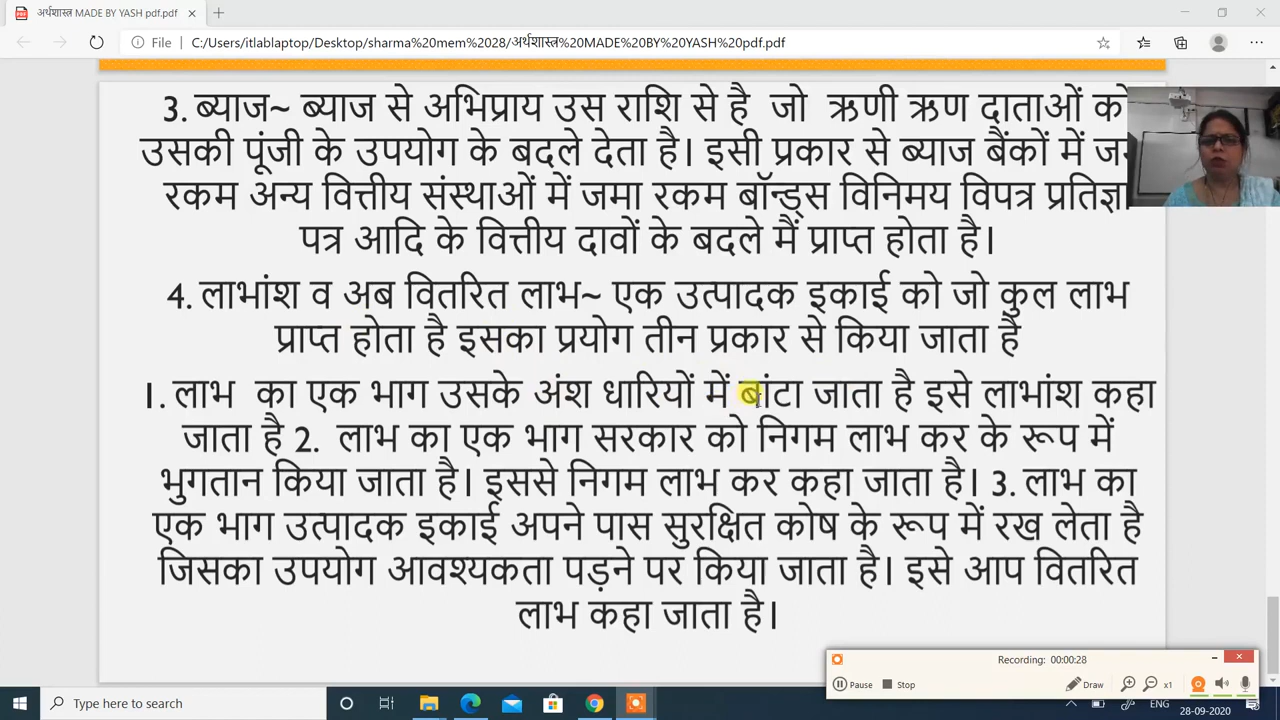 अर्थशास्त्र MADE BY YASH pdf.pdf
File C:/Users/itlablaptop/Desktop/sharma%20mem%2028/अर्थशास्त्र%20MADE%20BY%20YASH%20pdf.pdf
3. ब्याज~ ब्याज से अभिप्राय उस राशि से है जो ऋणी ऋण दाताओं को
उसकी पूंजी के उपयोग के बदले देता है। इसी प्रकार से ब्याज बैंकों में
रकम अन्य वित्तीय संस्थाओं में जमा रकम बॉन्ड्स विनिमय विपत्र प्रतिज्ञा
पत्र आदि के वित्तीय दावों के बदले मैं प्राप्त होता है।
4. लाभांश व अब वितरित लाभ~ एक उत्पादक इकाई को जो कुल लाभ
प्राप्त होता है इसका प्रयोग तीन प्रकार से किया जाता है
1. लाभ का एक भाग उसके अंश धारियों में बांटा जाता है इसे लाभांश कहा
जाता है 2. लाभ का एक भाग सरकार को निगम लाभ कर के रूप में
भुगतान किया जाता है। इससे निगम लाभ कर कहा जाता है। 3. लाभ का
एक भाग उत्पादक इकाई अपने पास सुरक्षित कोष के रूप में रख लेता है
जिसका उपयोग आवश्यकता पड़ने पर किया जाता है। इसे आप वितरित
लाभ कहा जाता है।
Recording: 00:00:28
Pause Stop Draw x1
Type here to search
ENG
28-09-2020